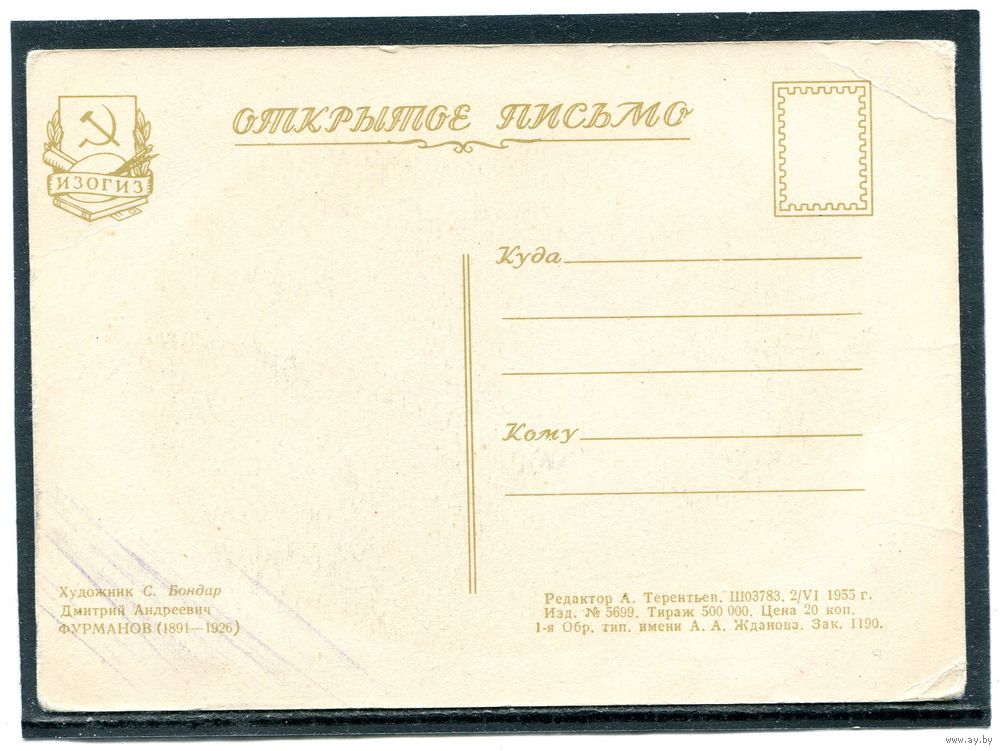 ОТКРЫТОЕ ПИСЬМО
ИЗОГИЗ
Куда
Кому
Художник С. Бондар
Дмитрий Андреевич
ФУРМАНОВ (1891—1926)
Редактор А. Терентьев. Ш03783. 2/VI 1955 г.
Изд. № 5699. Тираж 500 000. Цена 20 коп.
1-я Обр. тип. имени А. А. Жданова. Зак. 1190.
www.ay.by